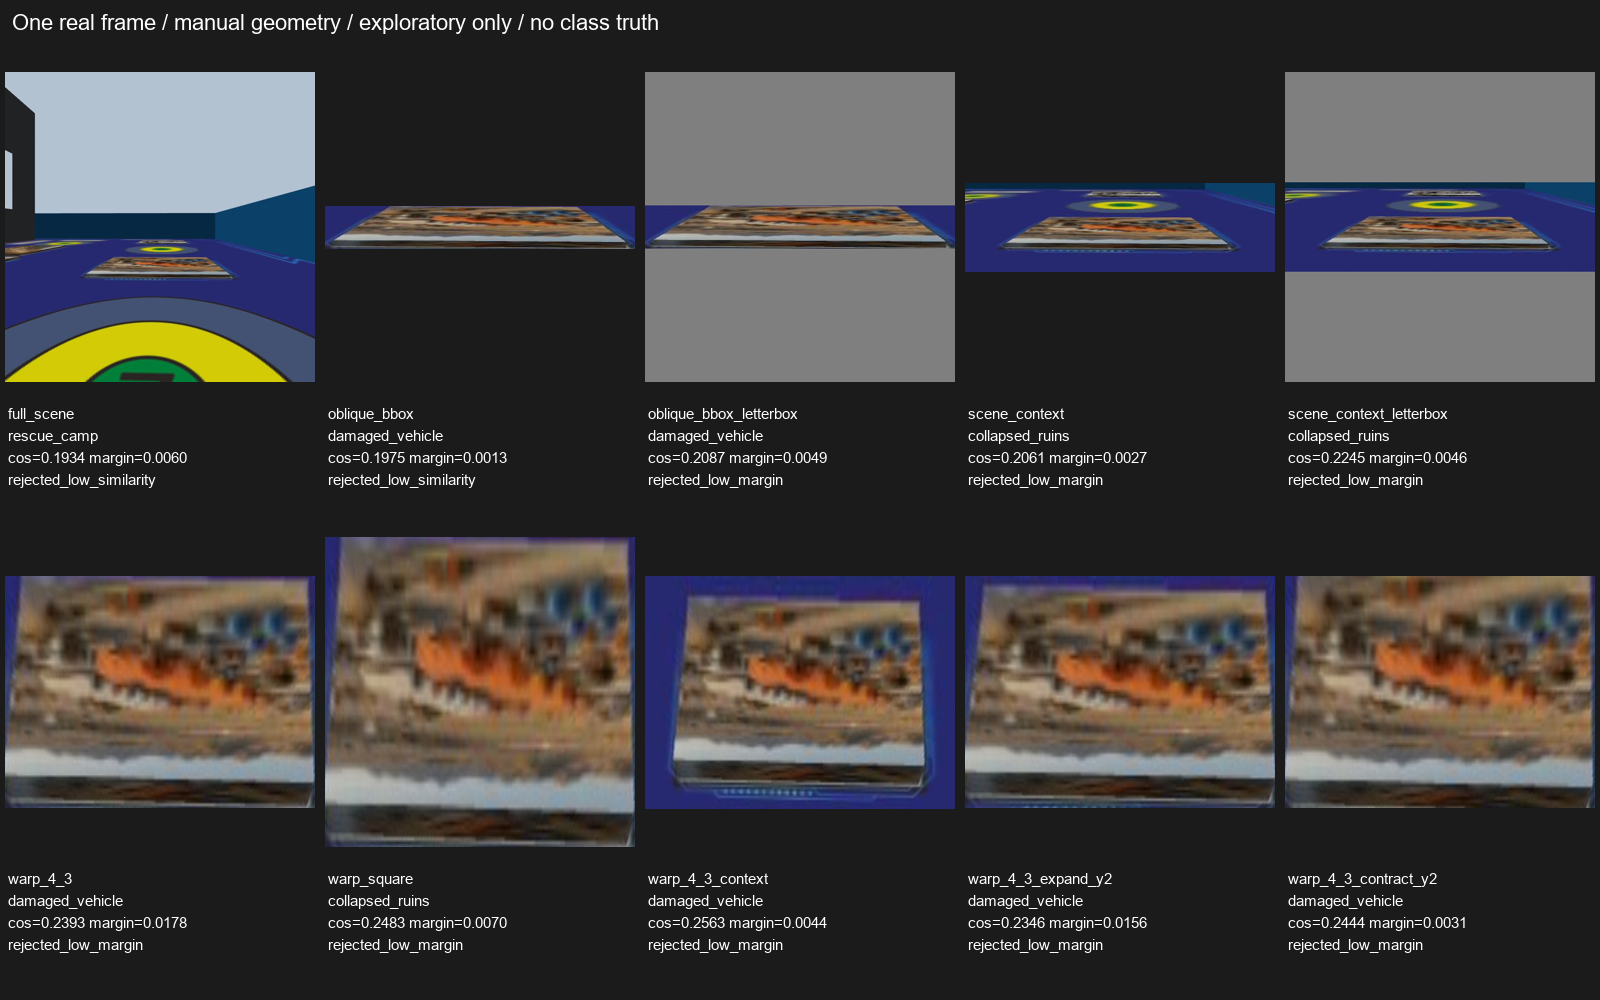 One real frame / manual geometry / exploratory only / no class truth
full_scene
rescue_camp
cos=0.1934 margin=0.0060
rejected_low_similarity
oblique_bbox
damaged_vehicle
cos=0.1975 margin=0.0013
rejected_low_similarity
oblique_bbox_letterbox
damaged_vehicle
cos=0.2087 margin=0.0049
rejected_low_margin
scene_context
collapsed_ruins
cos=0.2061 margin=0.0027
rejected_low_margin
scene_context_letterbox
collapsed_ruins
cos=0.2245 margin=0.0046
rejected_low_margin
warp_4_3
damaged_vehicle
cos=0.2393 margin=0.0178
rejected_low_margin
warp_square
collapsed_ruins
cos=0.2483 margin=0.0070
rejected_low_margin
warp_4_3_context
damaged_vehicle
cos=0.2563 margin=0.0044
rejected_low_margin
warp_4_3_expand_y2
damaged_vehicle
cos=0.2346 margin=0.0156
rejected_low_margin
warp_4_3_contract_y2
damaged_vehicle
cos=0.2444 margin=0.0031
rejected_low_margin